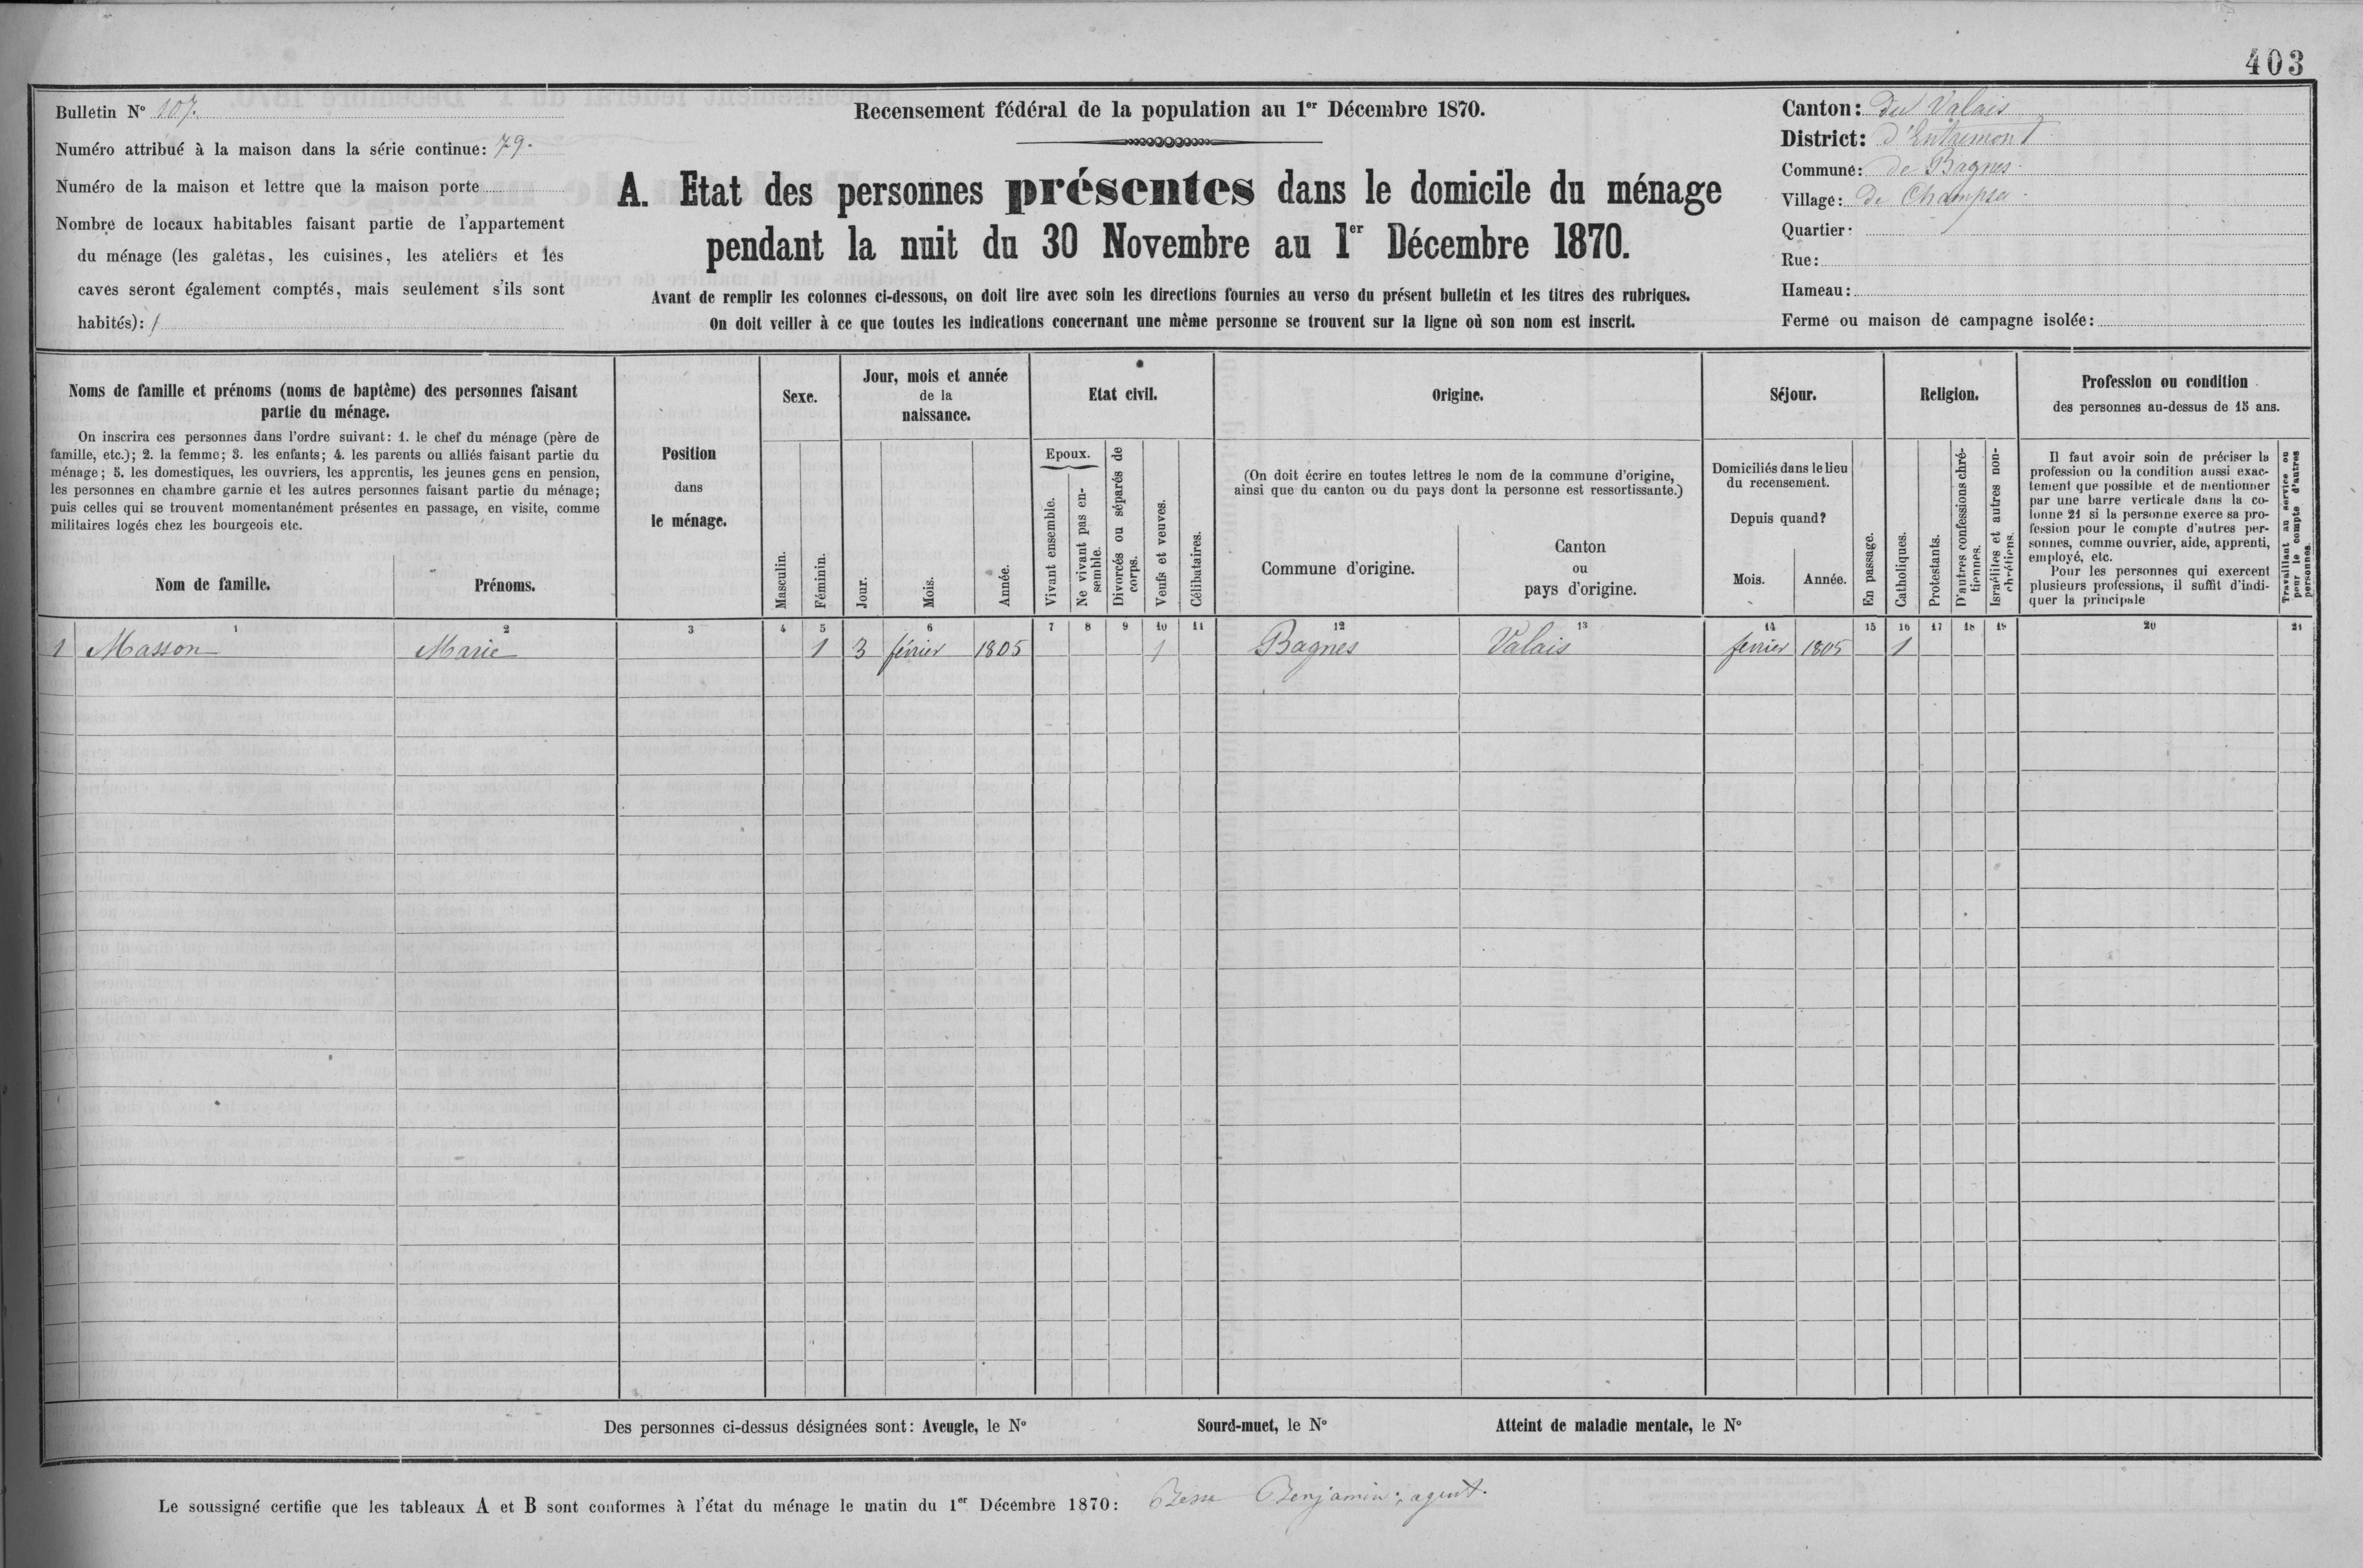 403
Bulletin Nº 107.
Numéro attribué à la maison dans la série continue: 79.
Numéro de la maison et lettre que la maison porte
Nombre de locaux habitables faisant partie de l'appartement
du ménage (les galetas, les cuisines, les ateliers et les
caves seront également comptés, mais seulement s'ils sont
habités): 1
Recensement fédéral de la population au 1er Décembre 1870.
A. Etat des personnes présentes dans le domicile du ménage
pendant la nuit du 30 Novembre au 1er Décembre 1870.
Avant de remplir les colonnes ci-dessous, on doit lire avec soin les directions fournies au verso du présent bulletin et les titres des rubriques.
On doit veiller à ce que toutes les indications concernant une même personne se trouvent sur la ligne où son nom est inscrit.
Canton: du Valais
District: d'Entremont
Commune: de Bagnes
Village: de Champsec
Quartier:
Rue:
Hameau:
Ferme ou maison de campagne isolée:
Noms de famille et prénoms (noms de baptême) des personnes faisant
partie du ménage.
On inscrira ces personnes dans l'ordre suivant: 1. le chef du ménage (père de
famille, etc.); 2. la femme; 3. les enfants; 4. les parents ou alliés faisant partie du
ménage; 5. les domestiques, les ouvriers, les apprentis, les jeunes gens en pension,
les personnes en chambre garnie et les autres personnes faisant partie du ménage;
puis celles qui se trouvent momentanément présentes en passage, en visite, comme
militaires logés chez les bourgeois etc.
Nom de famille.
Prénoms.
Position
dans
le ménage.
Sexe.
Masculin.
Féminin.
Jour, mois et année
de la
naissance.
Jour.
Mois.
Année.
Etat civil.
Epoux.
Vivant ensemble.
Ne vivant pas en-
semble.
Divorcés ou séparés de
corps.
Veufs et veuves.
Célibataires.
Origine.
(On doit écrire en toutes lettres le nom de la commune d'origine,
ainsi que du canton ou du pays dont la personne est ressortissante.)
Commune d'origine.
Canton
ou
pays d'origine.
Séjour.
Domiciliés dans le lieu
du recensement.
Depuis quand?
Mois.
Année.
En passage.
Religion.
Catholiques.
Protestants.
D'autres confessions chré-
tiennes.
Israélites et autres non-
chrétiens.
Profession ou condition
des personnes au-dessus de 15 ans.
Il faut avoir soin de préciser la
profession ou la condition aussi exac-
tement que possible et de mentionner
par une barre verticale dans la co-
lonne 21 si la personne exerce sa pro-
fession pour le compte d'autres per-
sonnes, comme ouvrier, aide, apprenti,
employé, etc.
Pour les personnes qui exercent
plusieurs professions, il suffit d'indi-
quer la principale
Travaillant au service ou
pour le compte d'autres
personnes.
1 2 3 4 5 6 7 8 9 10 11 12 13 14 15 16 17 18 19 20 21
1 Masson Marie 1 3 février 1805 1 Bagnes Valais fevrier 1805 1
Des personnes ci-dessus désignées sont: Aveugle, le Nº Sourd-muet, le Nº Atteint de maladie mentale, le Nº
Le soussigné certifie que les tableaux A et B sont conformes à l'état du ménage le matin du 1er Décembre 1870: Besse Benjamin, agent.